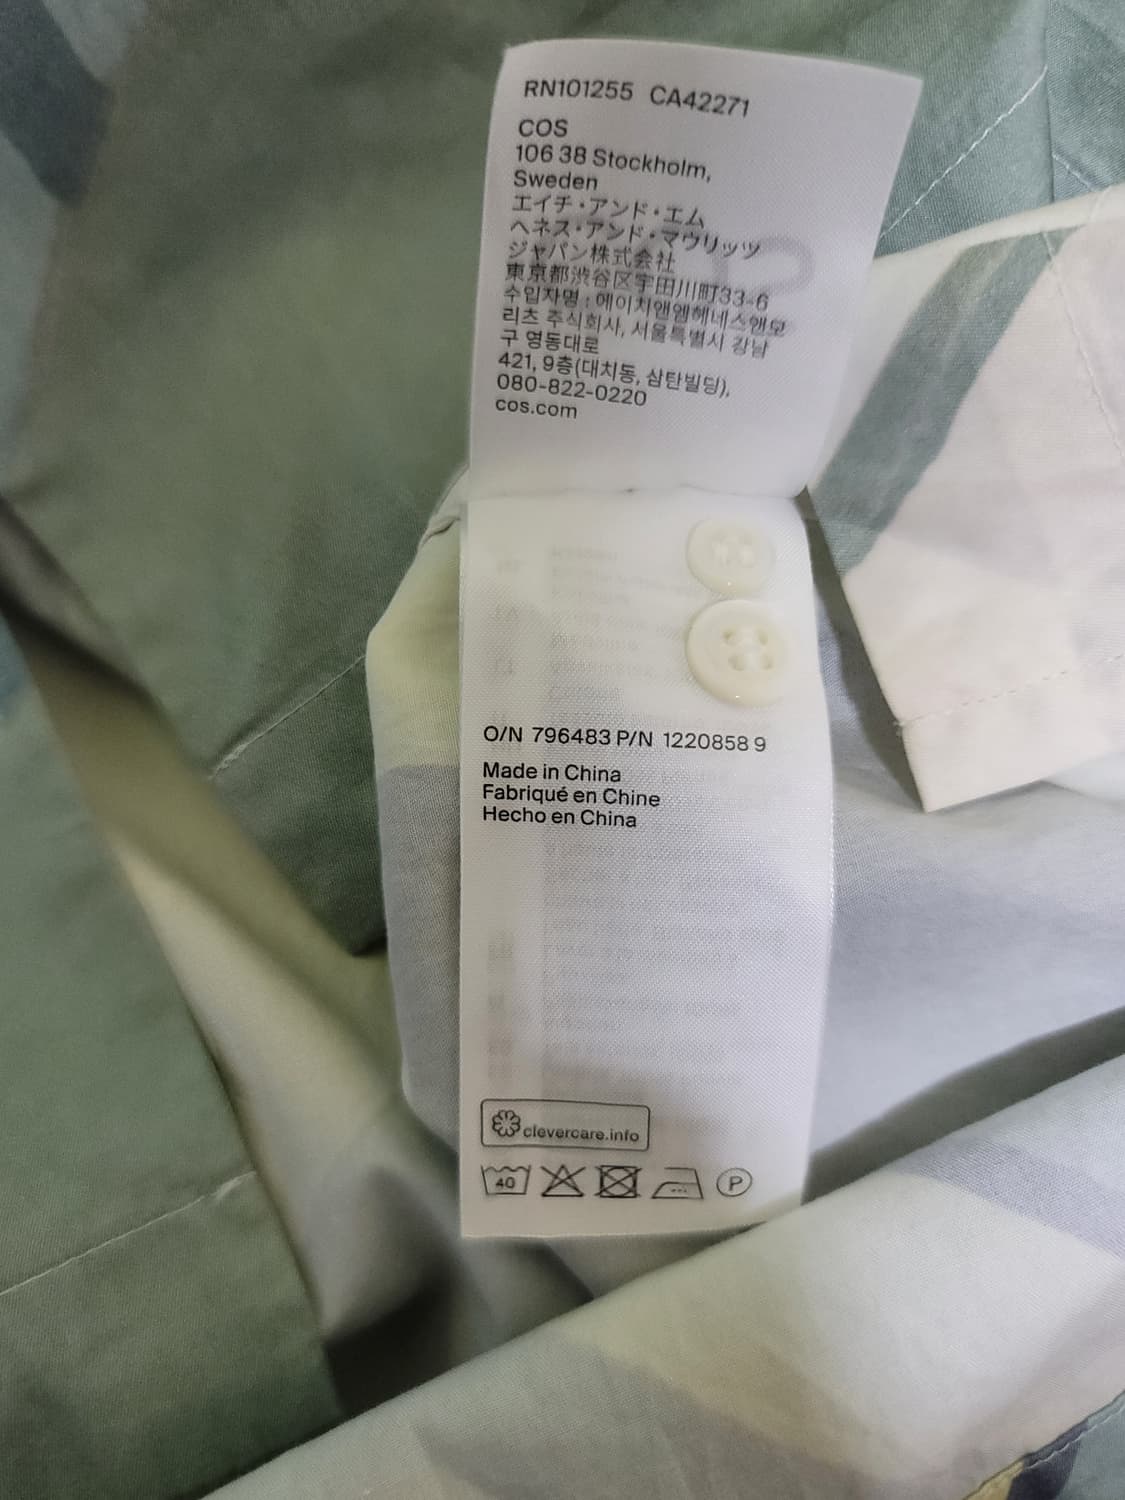 RN101255 CA42271
COS
106 38 Stockholm,
Sweden
エイチ・アンド・エム
ヘネス・アンド・マウリッツ
ジャパン株式会社
東京都渋谷区宇田川町33-6
수입자명 : 에이치앤엠헤네스앤모
리츠 주식회사, 서울특별시 강남
구 영동대로
421, 9층(대치동, 삼탄빌딩),
080-822-0220
cos.com
O/N 796483 P/N 1220858 9
Made in China
Fabriqué en Chine
Hecho en China
clevercare.info
40
P